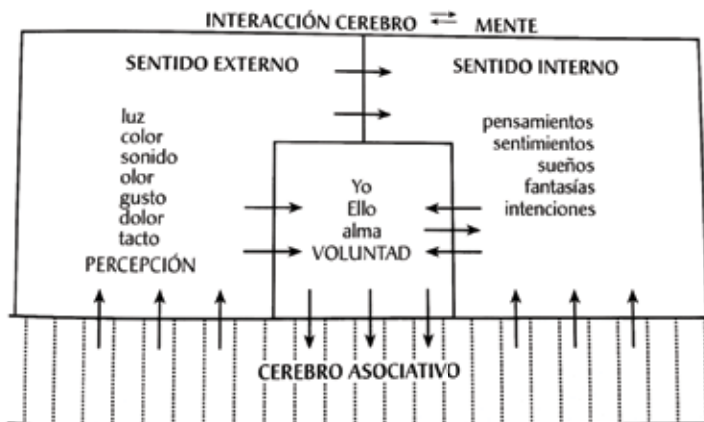 INTERACCIÓN CEREBRO ⇄ MENTE
SENTIDO EXTERNO
luz
color
sonido
olor
gusto
dolor
tacto
PERCEPCIÓN
Yo
Ello
alma
VOLUNTAD
SENTIDO INTERNO
pensamientos
sentimientos
sueños
fantasías
intenciones
CEREBRO ASOCIATIVO